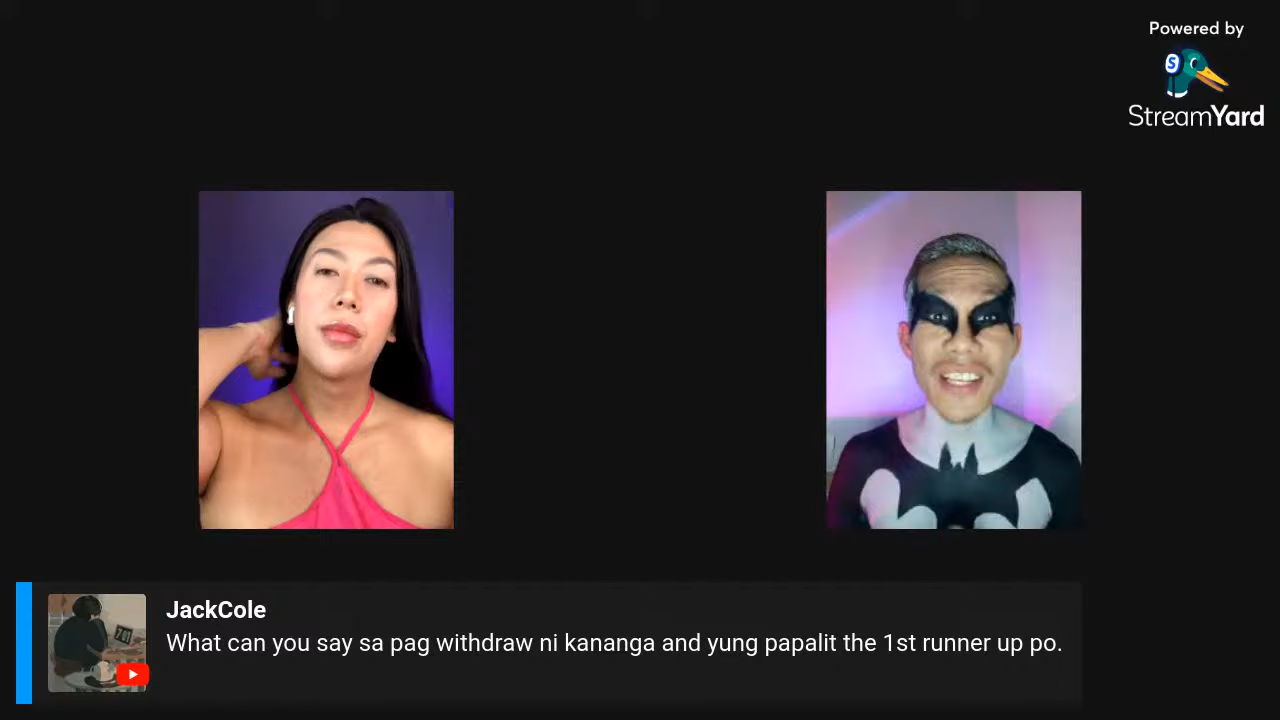 Powered by
StreamYard
JackCole
What can you say sa pag withdraw ni kananga and yung papalit the 1st runner up po.